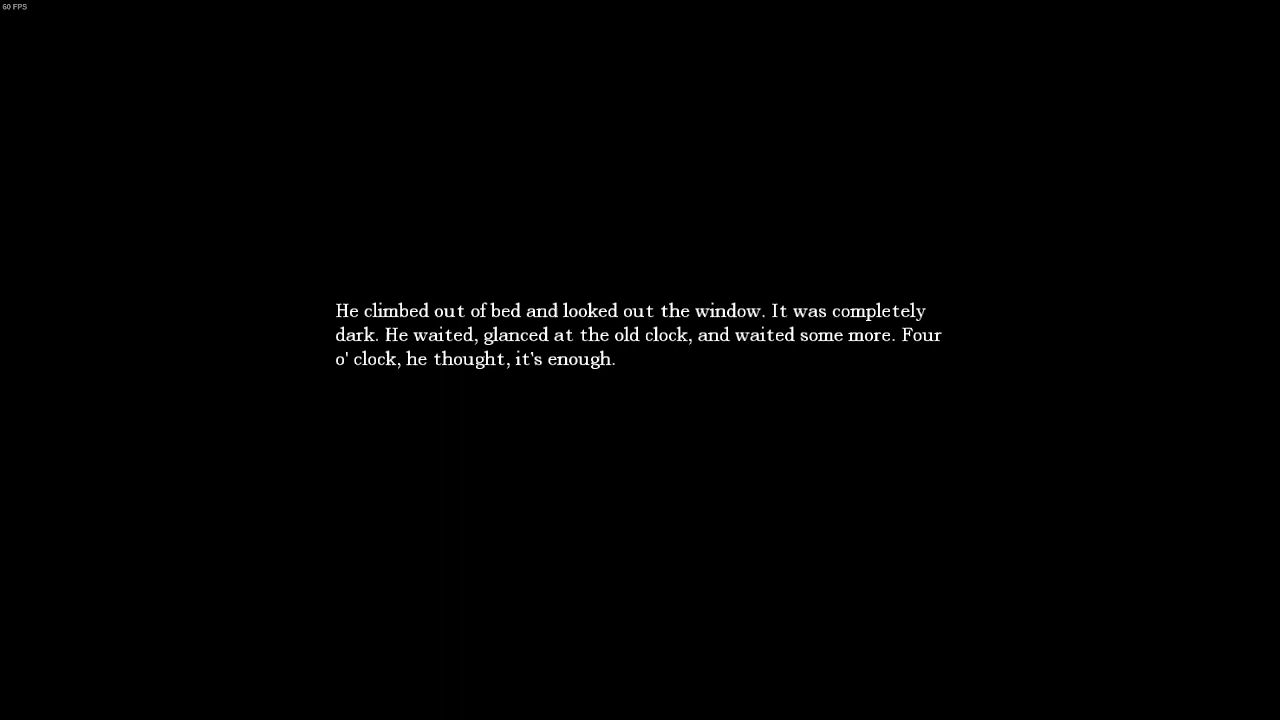 60 FPS
He climbed out of bed and looked out the window. It was completely
dark. He waited, glanced at the old clock, and waited some more. Four
o' clock, he thought, it's enough.